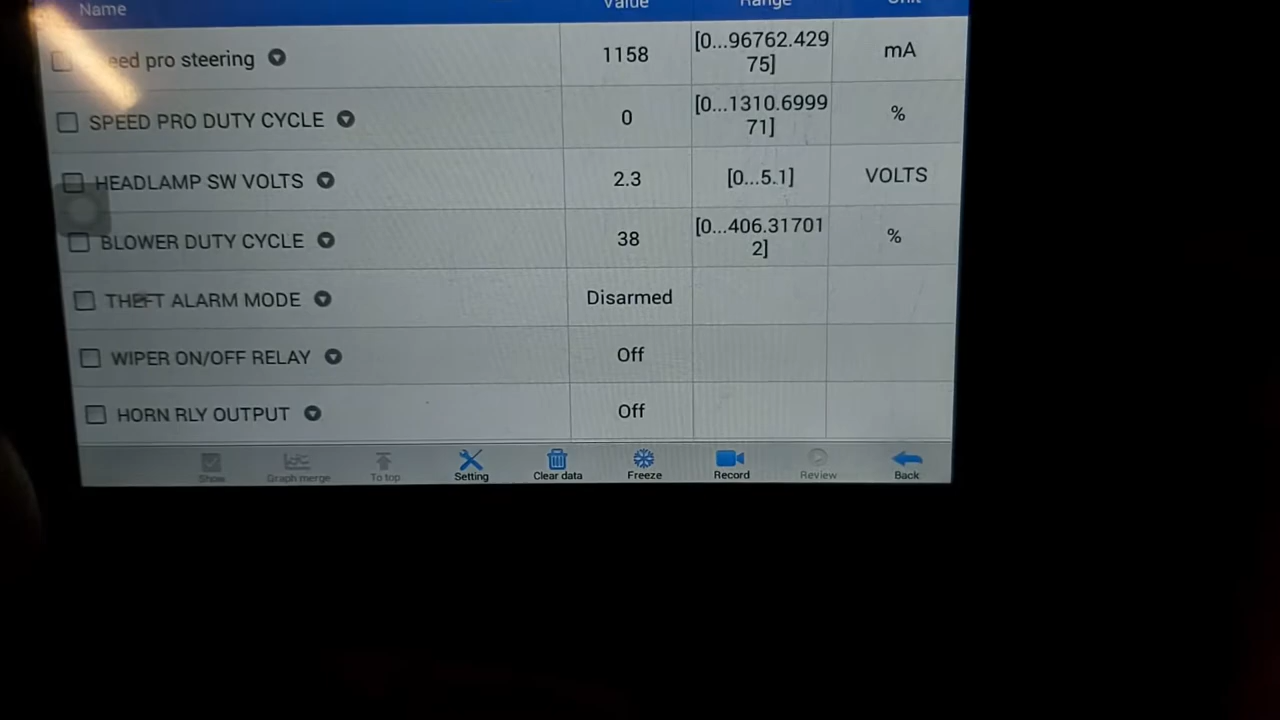 Name Value Range Unit
eed pro steering 1158 [0...96762.429 75] mA
SPEED PRO DUTY CYCLE 0 [0...1310.6999 71] %
HEADLAMP SW VOLTS 2.3 [0...5.1] VOLTS
BLOWER DUTY CYCLE 38 [0...406.31701 2] %
THEFT ALARM MODE Disarmed
WIPER ON/OFF RELAY Off
HORN RLY OUTPUT Off
Show Graph merge To top Setting Clear data Freeze Record Review Back